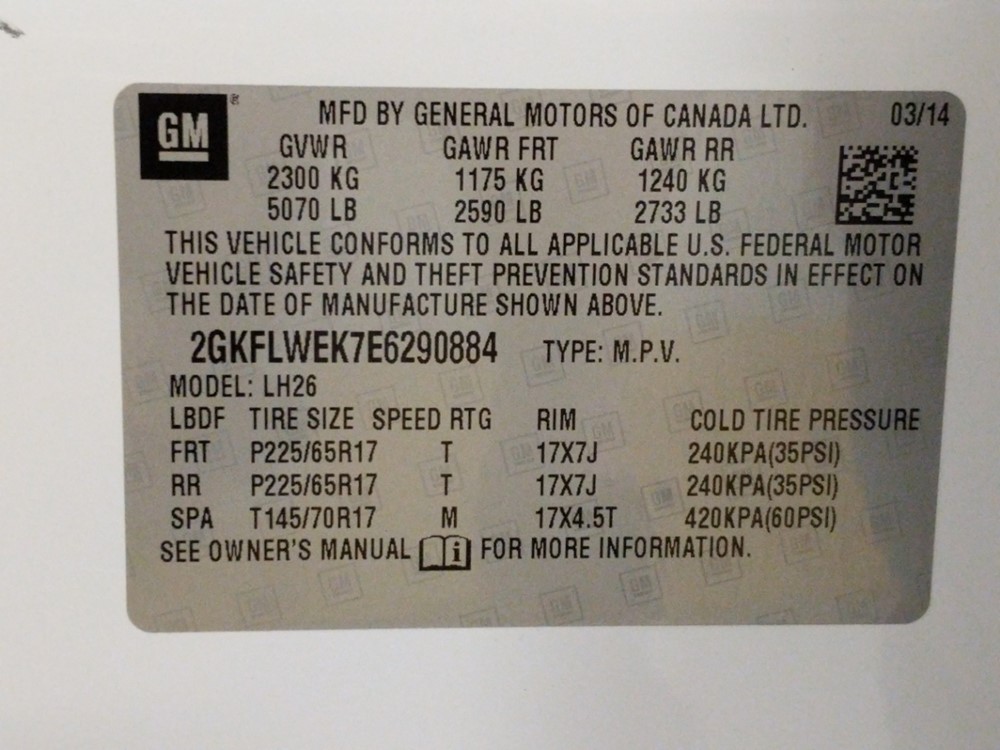 GM
MFD BY GENERAL MOTORS OF CANADA LTD. 03/14
GVWR GAWR FRT GAWR RR
2300 KG 1175 KG 1240 KG
5070 LB 2590 LB 2733 LB
THIS VEHICLE CONFORMS TO ALL APPLICABLE U.S. FEDERAL MOTOR
VEHICLE SAFETY AND THEFT PREVENTION STANDARDS IN EFFECT ON
THE DATE OF MANUFACTURE SHOWN ABOVE.
2GKFLWEK7E6290884 TYPE: M.P.V.
MODEL: LH26
LBDF TIRE SIZE SPEED RTG RIM COLD TIRE PRESSURE
FRT P225/65R17 T 17X7J 240KPA(35PSI)
RR P225/65R17 T 17X7J 240KPA(35PSI)
SPA T145/70R17 M 17X4.5T 420KPA(60PSI)
SEE OWNER'S MANUAL i FOR MORE INFORMATION.